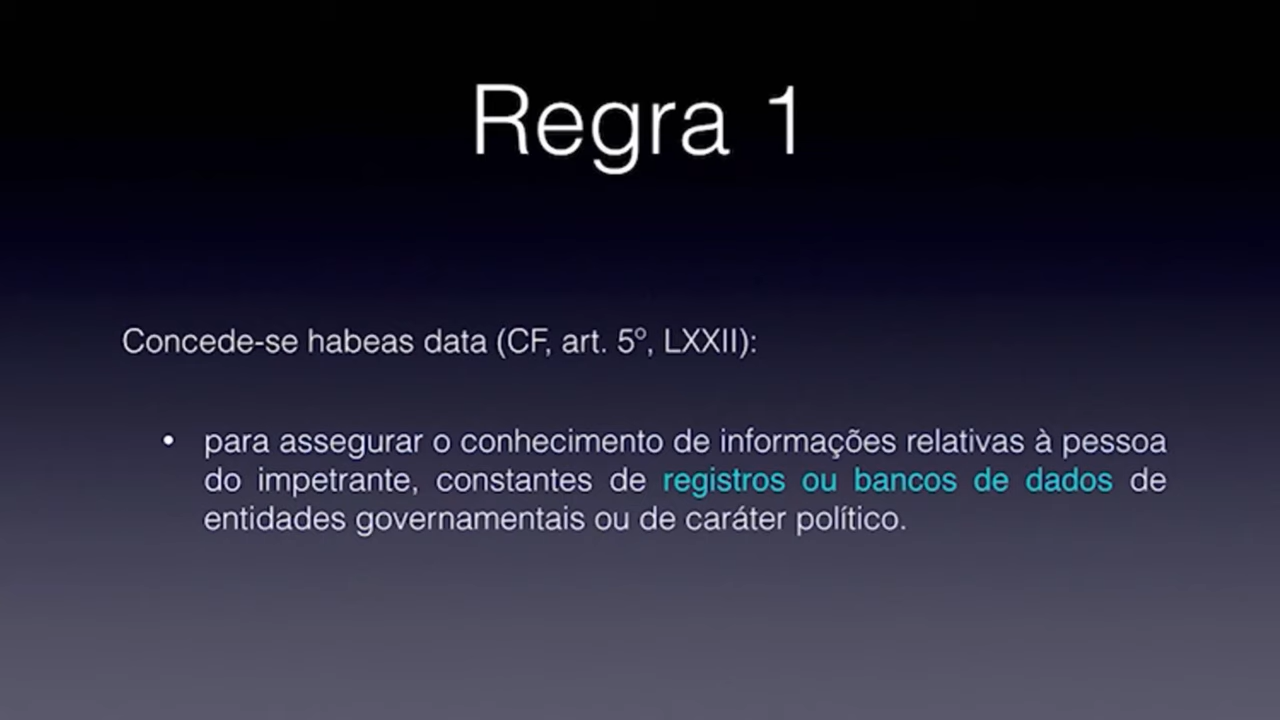 Regra 1
Concede-se habeas data (CF, art. 5º, LXXII):
• para assegurar o conhecimento de informações relativas à pessoa
do impetrante, constantes de registros ou bancos de dados de
entidades governamentais ou de caráter político.